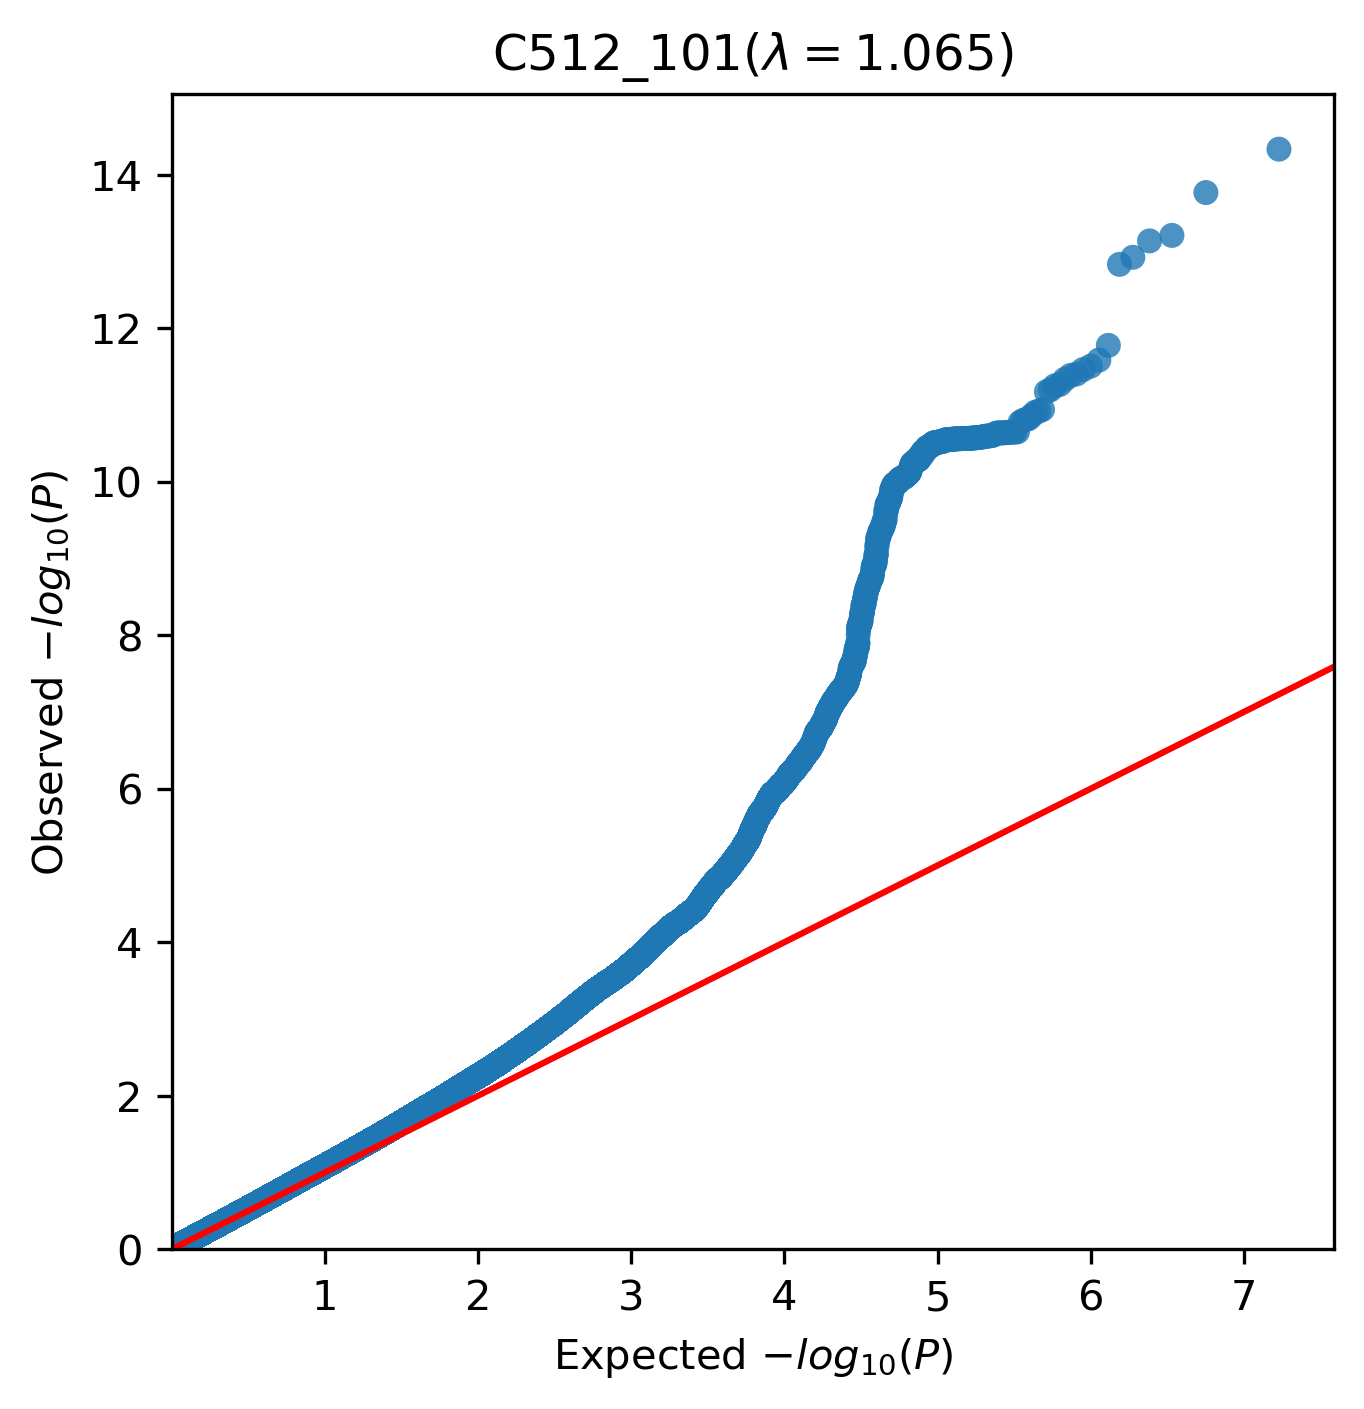 C512_101(λ = 1.065)
Observed −log₁₀(P)
14
12
10
8
6
4
2
0
1 2 3 4 5 6 7
Expected −log₁₀(P)